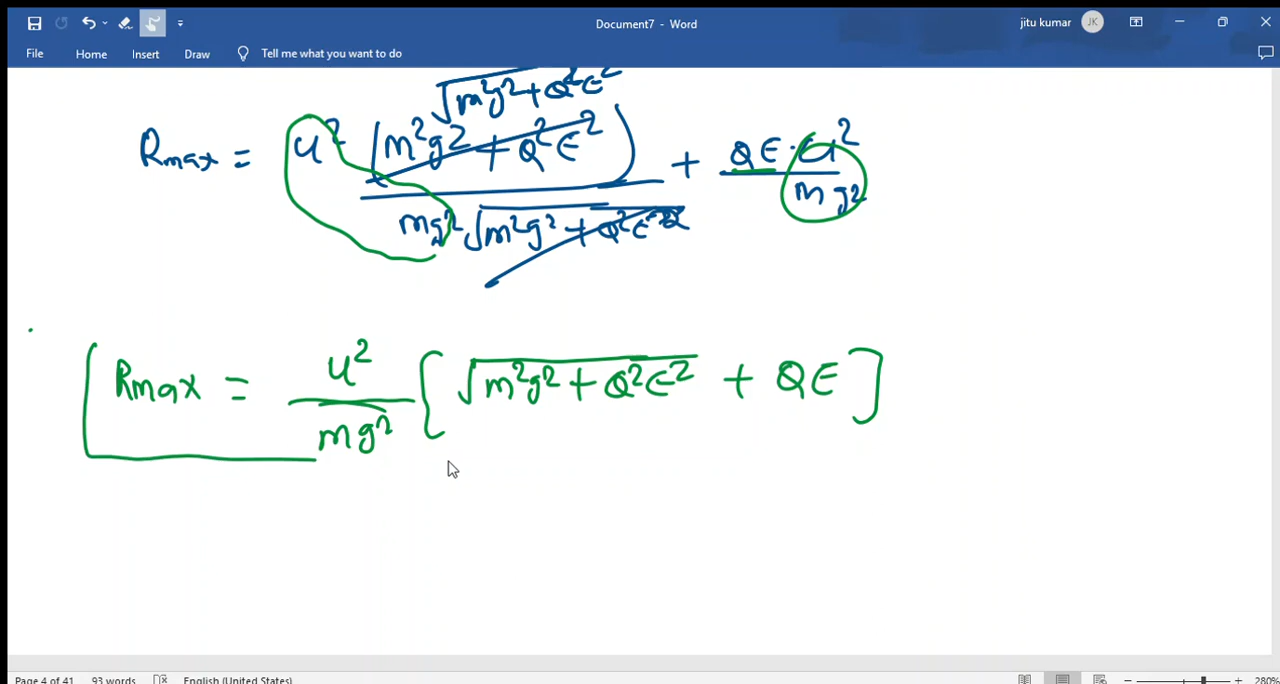 Document7 - Word
jitu kumar
JK
File Home Insert Draw Tell me what you want to do
√m²g²+Q²E²
Rmax = u² (m²g² + Q²E²) / mg² √m²g² + Q²E² + QE·u² / mg²
Rmax = u² / mg² [√m²g² + Q²E² + QE]
Page 4 of 41 93 words English (United States) 280%